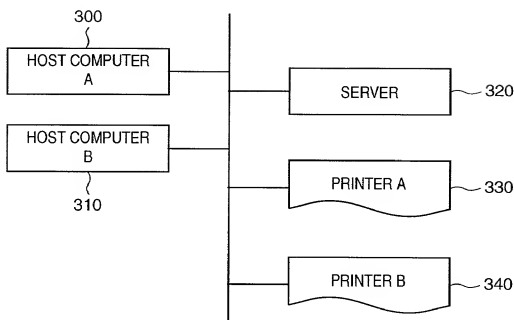 300
HOST COMPUTER
A
HOST COMPUTER
B
310
SERVER
320
PRINTER A
330
PRINTER B
340